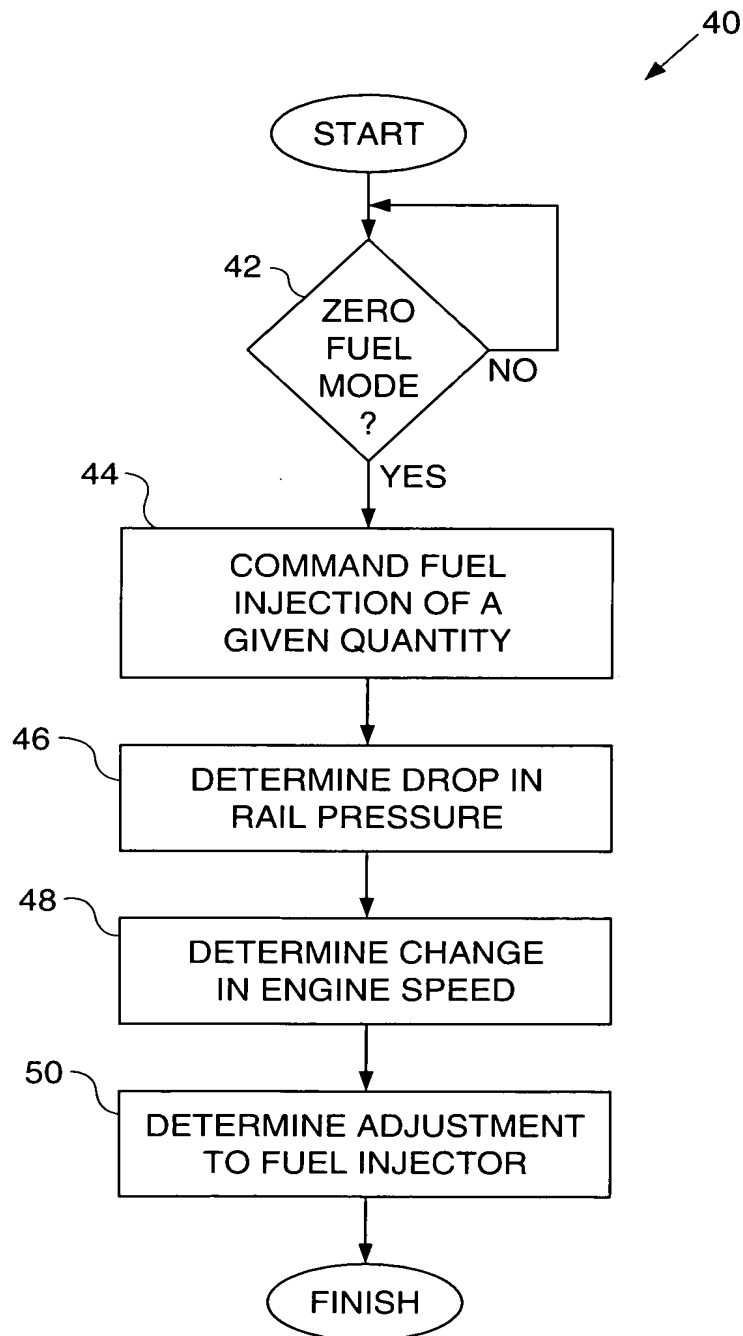 40
START
42
ZERO
FUEL
MODE
?
NO
YES
44
COMMAND FUEL
INJECTION OF A
GIVEN QUANTITY
46
DETERMINE DROP IN
RAIL PRESSURE
48
DETERMINE CHANGE
IN ENGINE SPEED
50
DETERMINE ADJUSTMENT
TO FUEL INJECTOR
FINISH